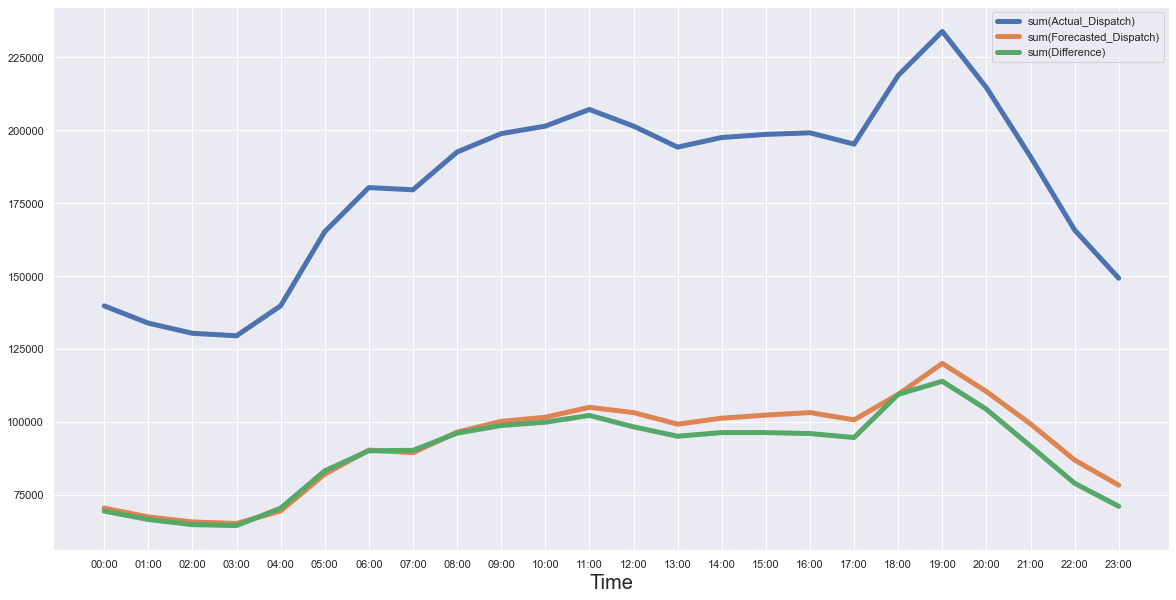 sum(Actual_Dispatch)
sum(Forecasted_Dispatch)
sum(Difference)
225000
200000
175000
150000
125000
100000
75000
00:00 01:00 02:00 03:00 04:00 05:00 06:00 07:00 08:00 09:00 10:00 11:00 12:00 13:00 14:00 15:00 16:00 17:00 18:00 19:00 20:00 21:00 22:00 23:00
Time